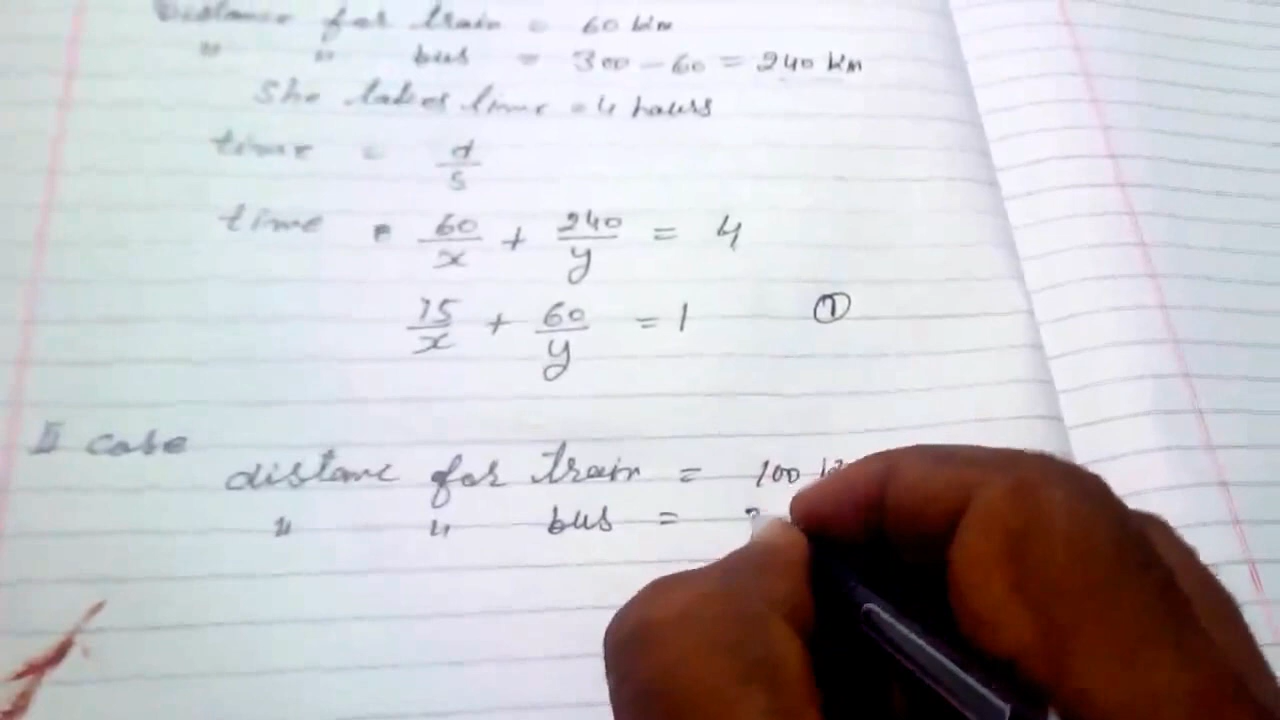 Distance for train = 60 km
" " bus = 300 - 60 = 240 km
She takes time = 4 hours
time = d/s
time = 60/x + 240/y = 4
15/x + 60/y = 1 ①
II case
distanc for train = 100
" " bus =